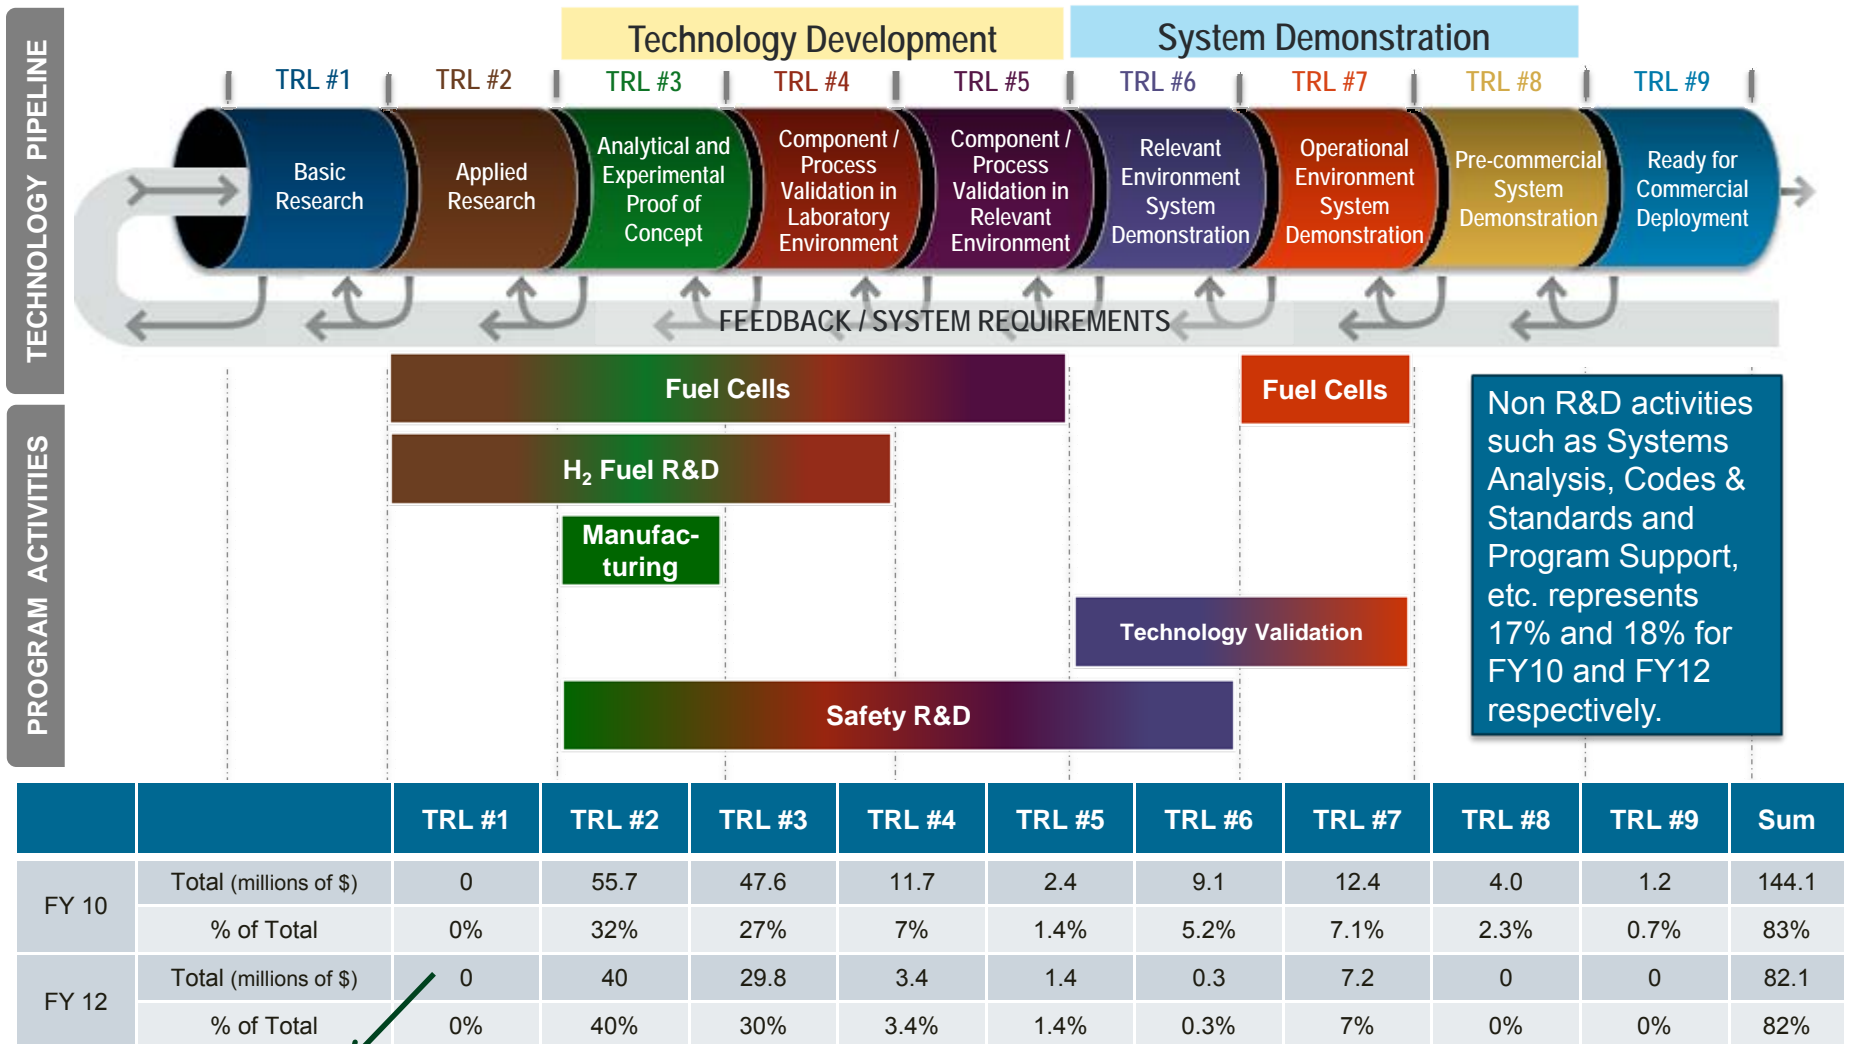 TECHNOLOGY PIPELINE
Technology Development
System Demonstration
TRL #1
TRL #2
TRL #3
TRL #4
TRL #5
TRL #6
TRL #7
TRL #8
TRL #9
Basic
Research
Applied
Research
Analytical and
Experimental
Proof of
Concept
Component /
Process
Validation in
Laboratory
Environment
Component /
Process
Validation in
Relevant
Environment
Relevant
Environment
System
Demonstration
Operational
Environment
System
Demonstration
Pre-commercial
System
Demonstration
Ready for
Commercial
Deployment
FEEDBACK / SYSTEM REQUIREMENTS
PROGRAM ACTIVITIES
Fuel Cells
Fuel Cells
H₂ Fuel R&D
Manufac-
turing
Technology Validation
Safety R&D
Non R&D activities
such as Systems
Analysis, Codes &
Standards and
Program Support,
etc. represents
17% and 18% for
FY10 and FY12
respectively.
TRL #1 TRL #2 TRL #3 TRL #4 TRL #5 TRL #6 TRL #7 TRL #8 TRL #9 Sum
FY 10
Total (millions of $) 0 55.7 47.6 11.7 2.4 9.1 12.4 4.0 1.2 144.1
% of Total 0% 32% 27% 7% 1.4% 5.2% 7.1% 2.3% 0.7% 83%
FY 12
Total (millions of $) 0 40 29.8 3.4 1.4 0.3 7.2 0 0 82.1
% of Total 0% 40% 30% 3.4% 1.4% 0.3% 7% 0% 0% 82%